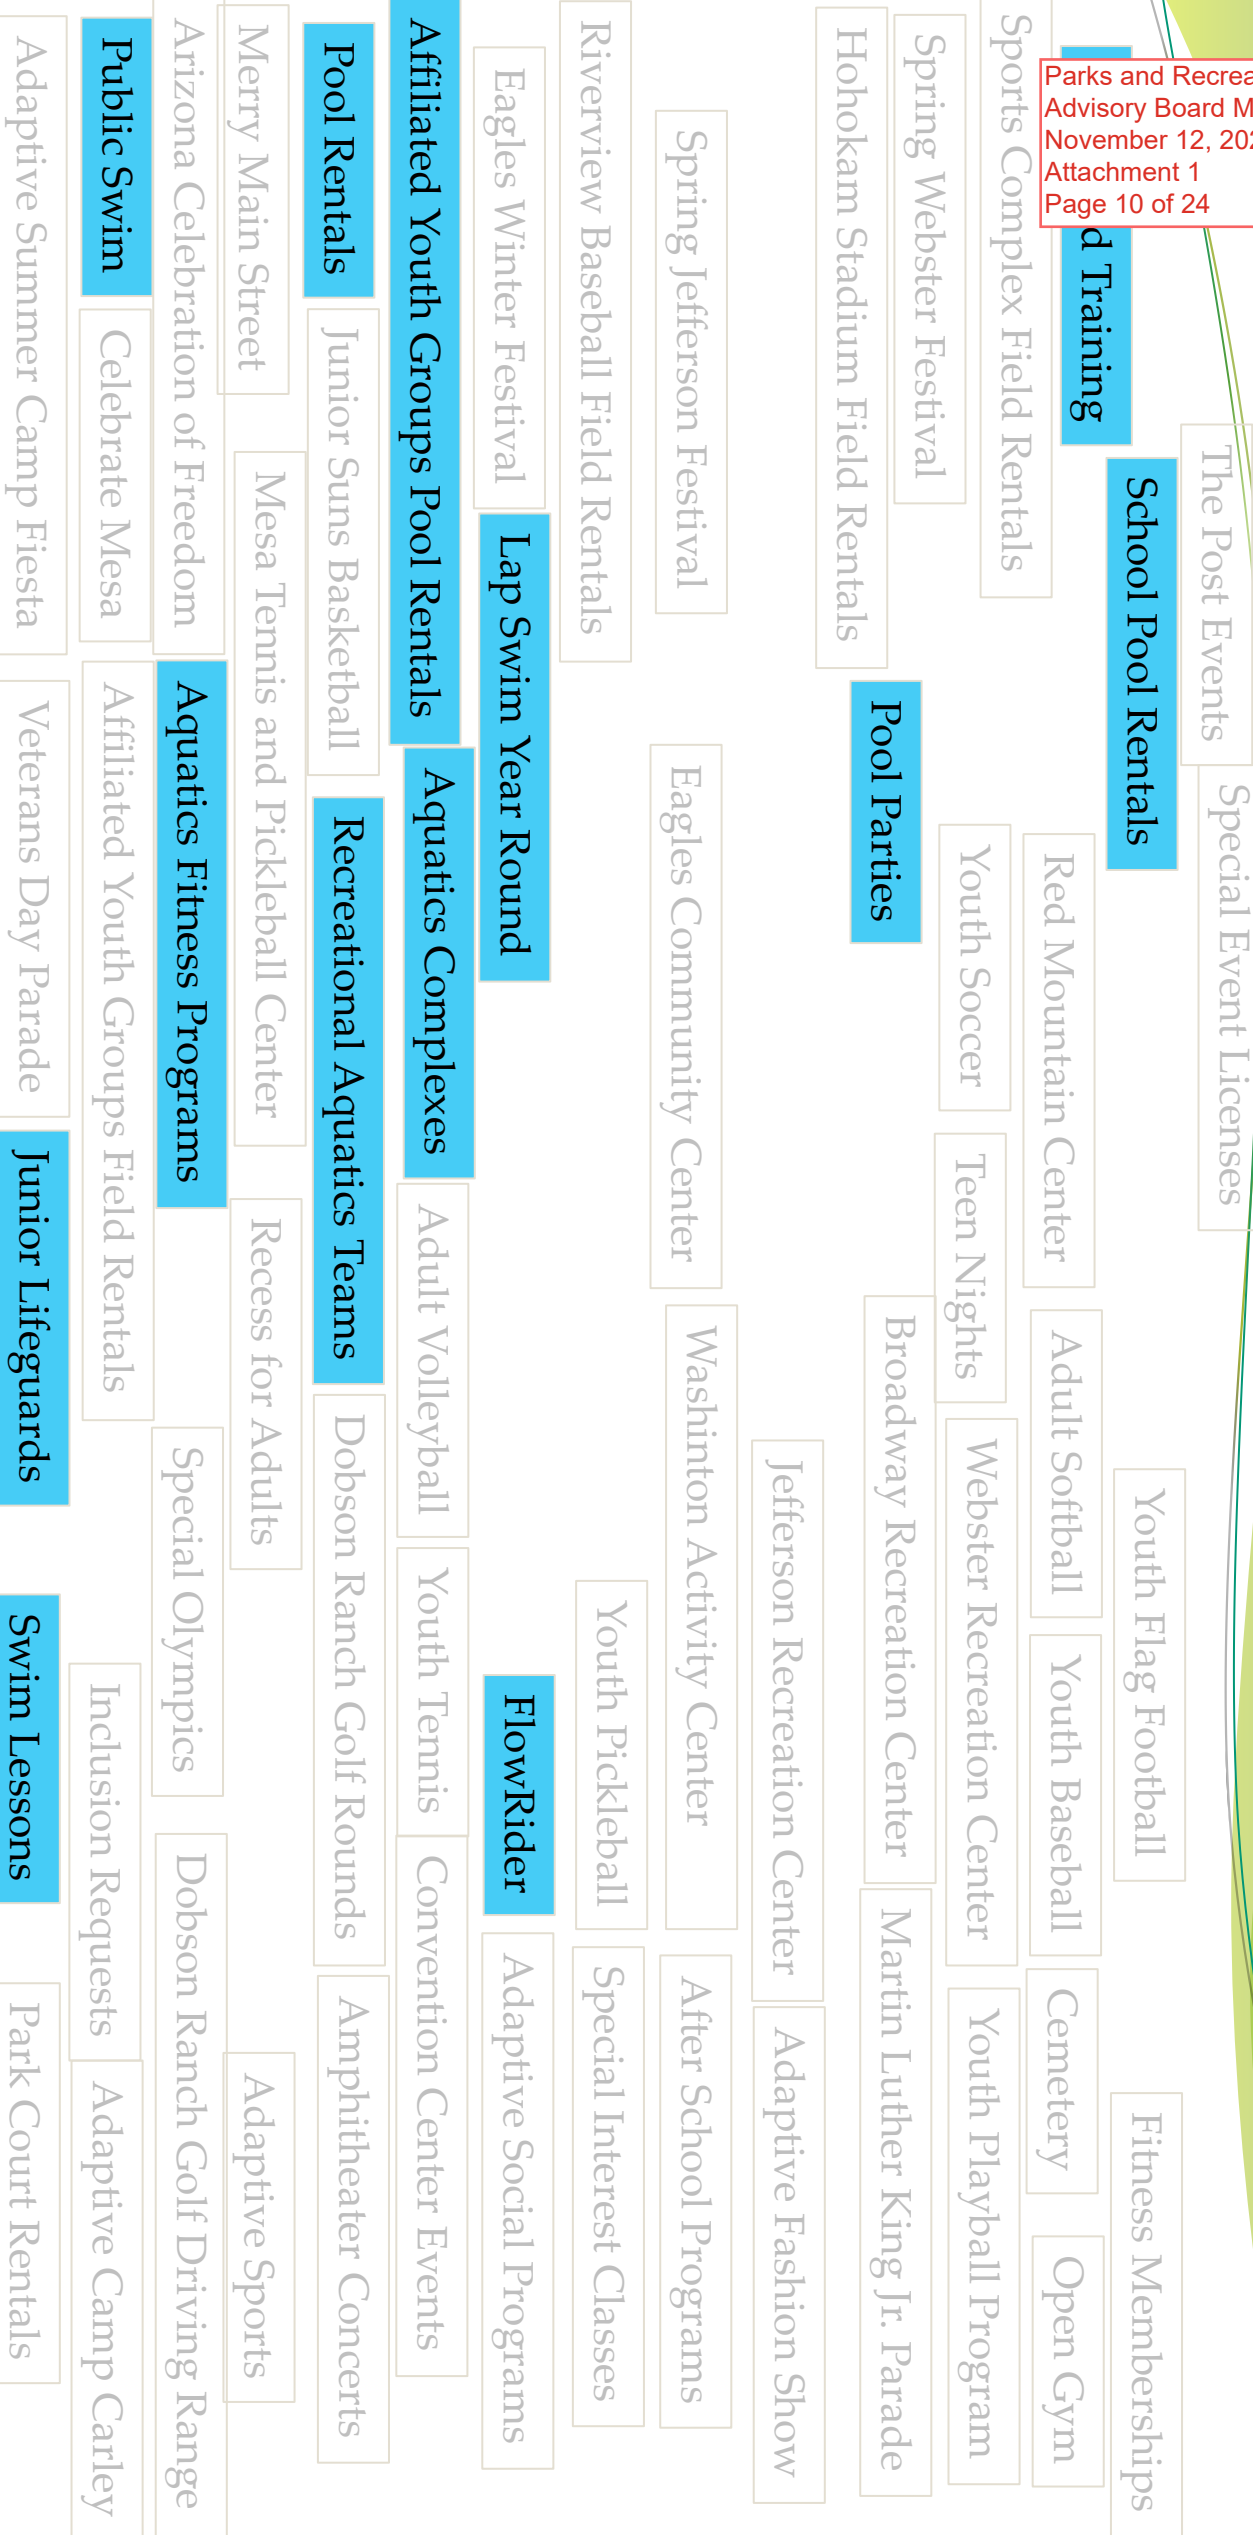 Parks and Recrea
Advisory Board M
November 12, 202
Attachment 1
Page 10 of 24
Special Event Licenses
The Post Events
School Pool Rentals
Youth Flag Football
Fitness Memberships
d Training
Red Mountain Center
Adult Softball
Youth Baseball
Cemetery
Open Gym
Sports Complex Field Rentals
Youth Soccer
Teen Nights
Webster Recreation Center
Youth Playball Program
Spring Webster Festival
Pool Parties
Broadway Recreation Center
Martin Luther King Jr. Parade
Hohokam Stadium Field Rentals
Jefferson Recreation Center
Adaptive Fashion Show
Spring Jefferson Festival
Eagles Community Center
Washinton Activity Center
After School Programs
Riverview Baseball Field Rentals
Youth Pickleball
Special Interest Classes
Eagles Winter Festival
Lap Swim Year Round
FlowRider
Adaptive Social Programs
Affiliated Youth Groups Pool Rentals
Aquatics Complexes
Adult Volleyball
Youth Tennis
Convention Center Events
Pool Rentals
Junior Suns Basketball
Recreational Aquatics Teams
Dobson Ranch Golf Rounds
Amphitheater Concerts
Merry Main Street
Mesa Tennis and Pickleball Center
Recess for Adults
Adaptive Sports
Arizona Celebration of Freedom
Aquatics Fitness Programs
Special Olympics
Dobson Ranch Golf Driving Range
Public Swim
Celebrate Mesa
Affiliated Youth Groups Field Rentals
Inclusion Requests
Adaptive Camp Carley
Adaptive Summer Camp Fiesta
Veterans Day Parade
Junior Lifeguards
Swim Lessons
Park Court Rentals